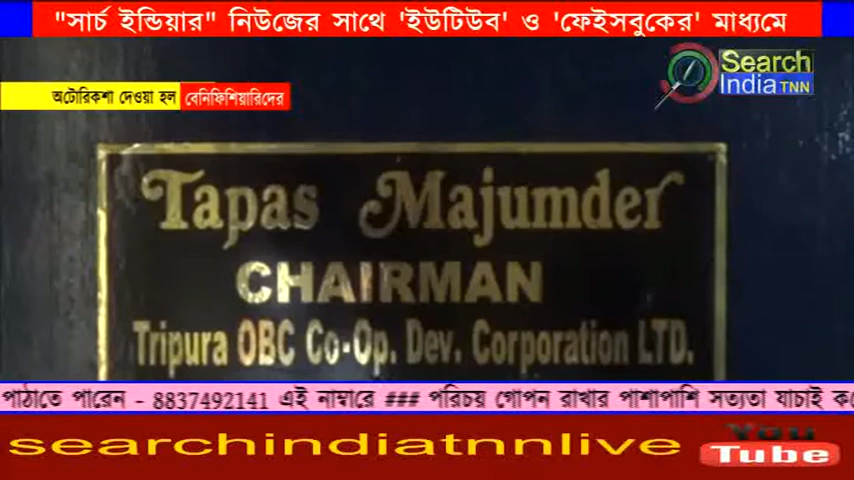 "সার্চ ইন্ডিয়ার" নিউজের সাথে 'ইউটিউব' ও 'ফেইসবুকের' মাধ্যমে
Search
India TNN
অটোরিকশা দেওয়া হল বেনিফিশিয়ারিদের
Tapas Majumder
CHAIRMAN
Tripura OBC Co-Op. Dev. Corporation LTD.
পাঠাতে পারেন - 8837492141 এই নাম্বারে ### পরিচয় গোপন রাখার পাশাপাশি সত্যতা যাচাই
searchindiatnnlive
You
Tube